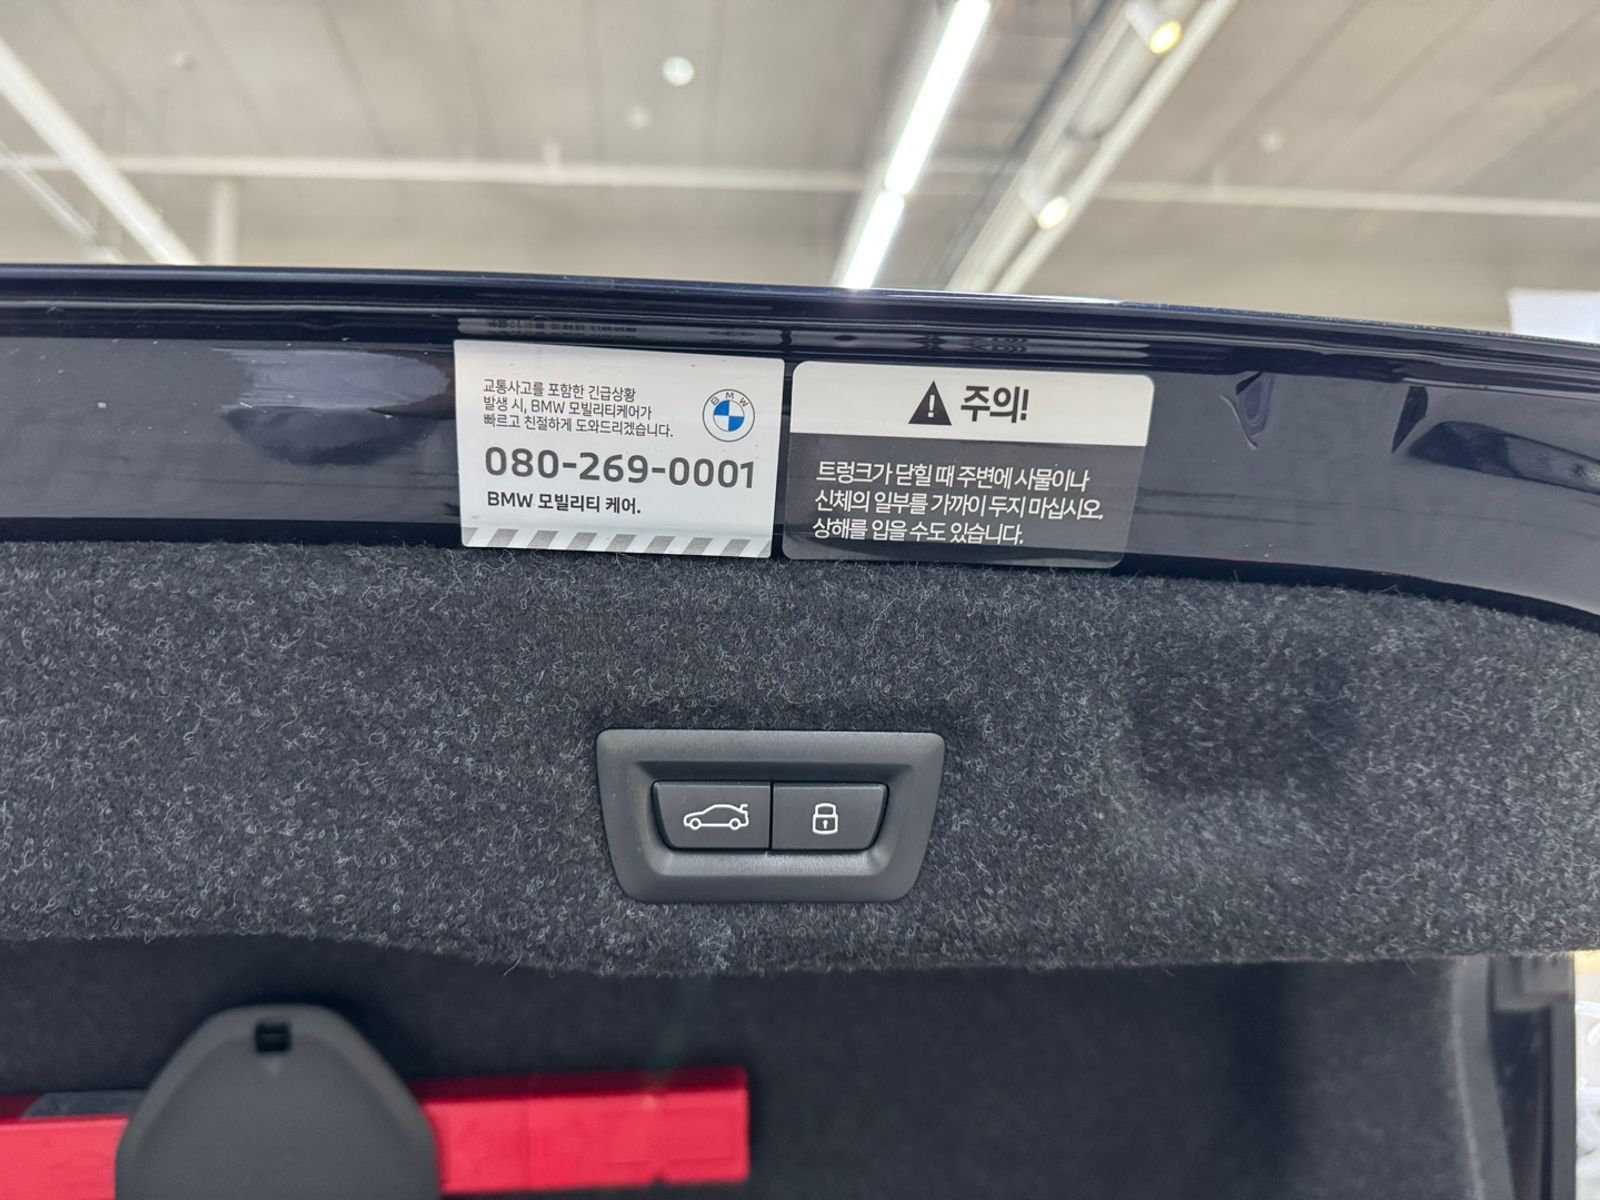 교통사고를 포함한 긴급상황
발생 시, BMW 모빌리티케어가
빠르고 친절하게 도와드리겠습니다.
BMW
080-269-0001
BMW 모빌리티 케어.
주의!
트렁크가 닫힐 때 주변에 사물이나
신체의 일부를 가까이 두지 마십시오.
상해를 입을 수도 있습니다.